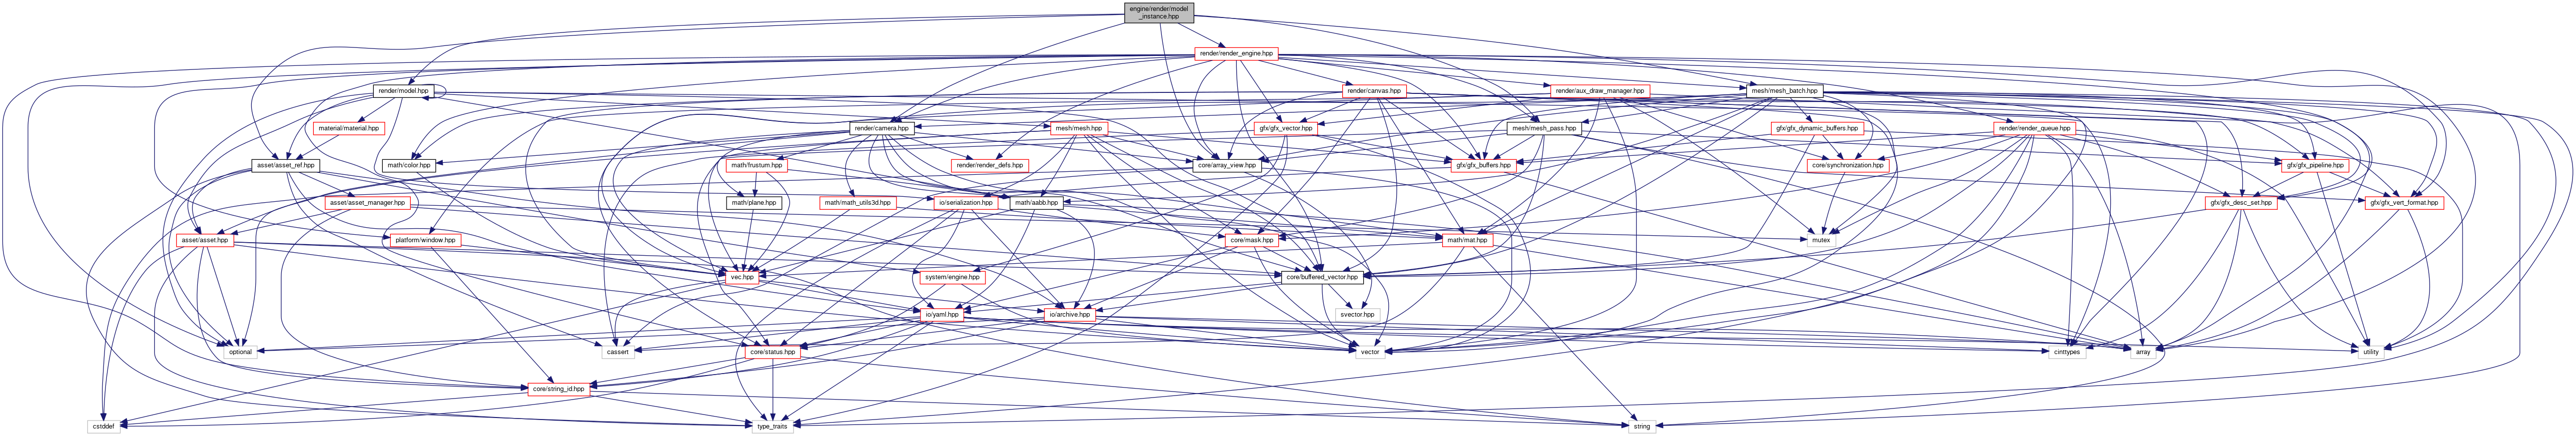 engine/render/model
_instance.hpp
render/render_engine.hpp
render/model.hpp
render/canvas.hpp
render/aux_draw_manager.hpp
mesh/mesh_batch.hpp
material/material.hpp
render/camera.hpp
mesh/mesh.hpp
gfx/gfx_vector.hpp
mesh/mesh_pass.hpp
gfx/gfx_dynamic_buffers.hpp
render/render_queue.hpp
asset/asset_ref.hpp
math/color.hpp
math/frustum.hpp
render/render_defs.hpp
core/array_view.hpp
gfx/gfx_buffers.hpp
core/synchronization.hpp
gfx/gfx_pipeline.hpp
asset/asset_manager.hpp
math/plane.hpp
math/math_utils3d.hpp
io/serialization.hpp
math/aabb.hpp
gfx/gfx_desc_set.hpp
gfx/gfx_vert_format.hpp
asset/asset.hpp
platform/window.hpp
core/mask.hpp
math/mat.hpp
mutex
vec.hpp
system/engine.hpp
core/buffered_vector.hpp
io/yaml.hpp
io/archive.hpp
svector.hpp
optional
cassert
core/status.hpp
vector
cinttypes
array
utility
core/string_id.hpp
cstddef
type_traits
string